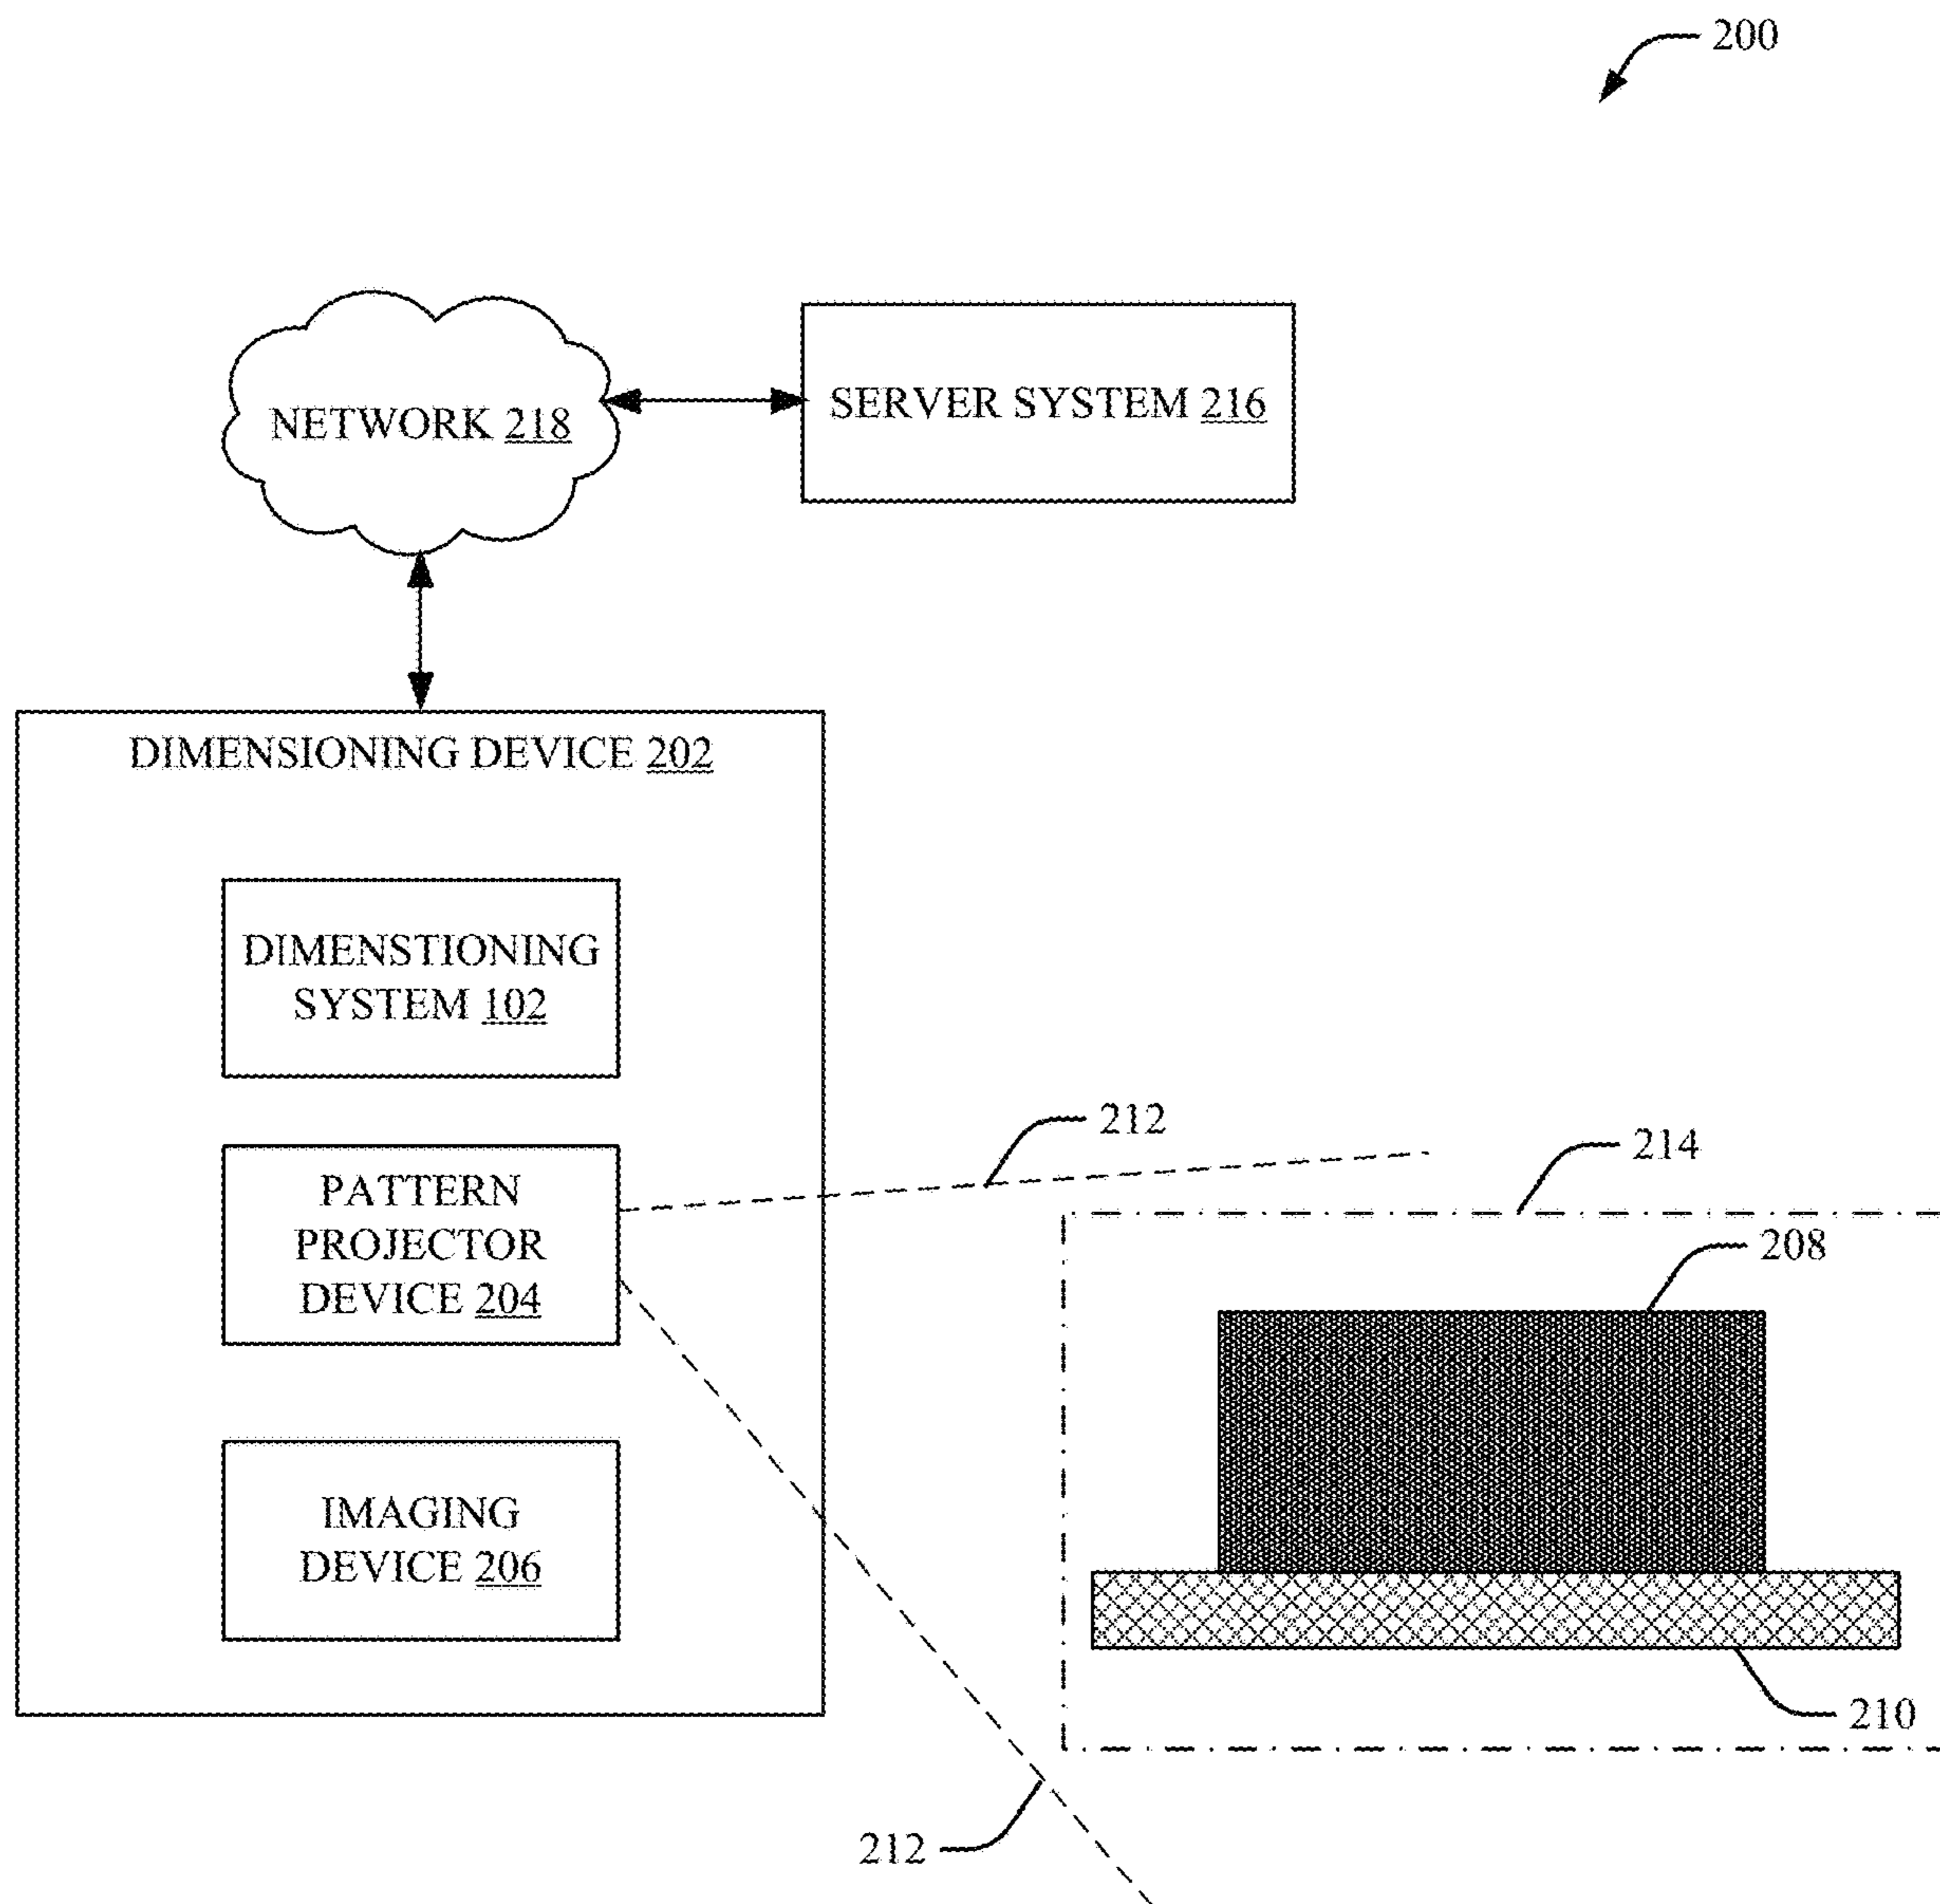 200
NETWORK 218
SERVER SYSTEM 216
DIMENSIONING DEVICE 202
DIMENSTIONING
SYSTEM 102
PATTERN
PROJECTOR
DEVICE 204
IMAGING
DEVICE 206
212
214
208
210
212